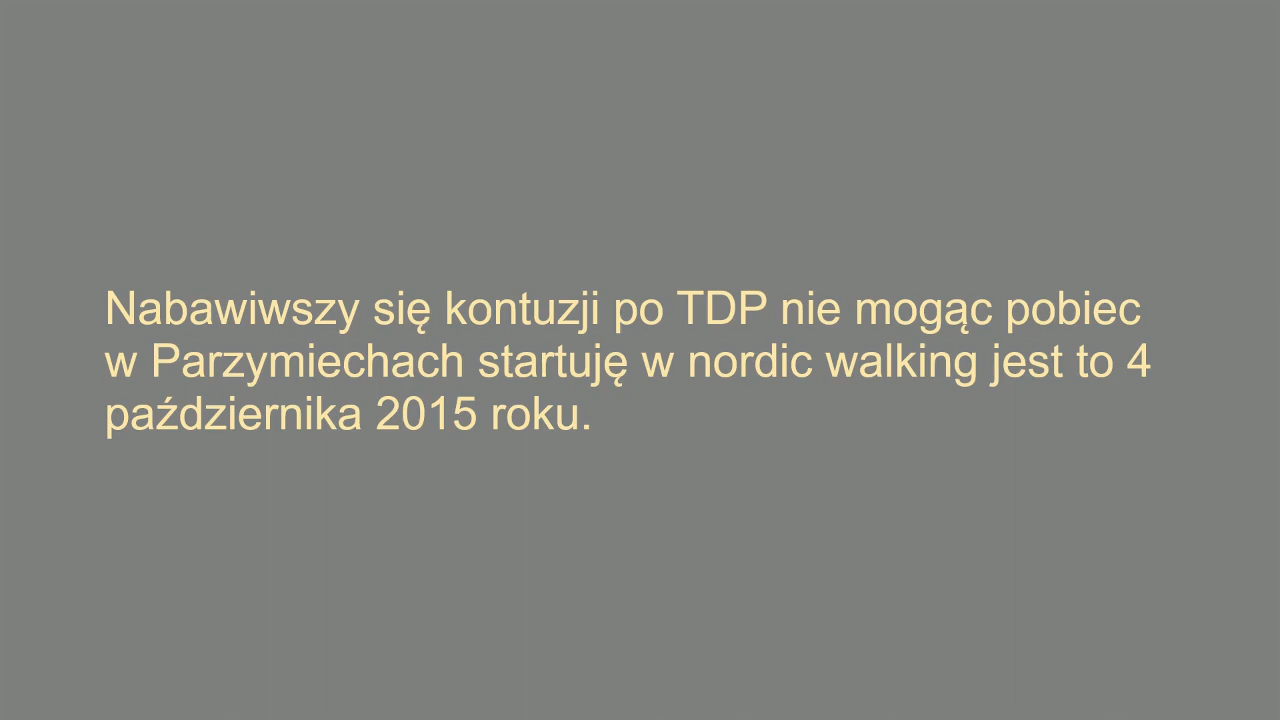 Nabawiwszy się kontuzji po TDP nie mogąc pobiec
w Parzymiechach startuję w nordic walking jest to 4
października 2015 roku.